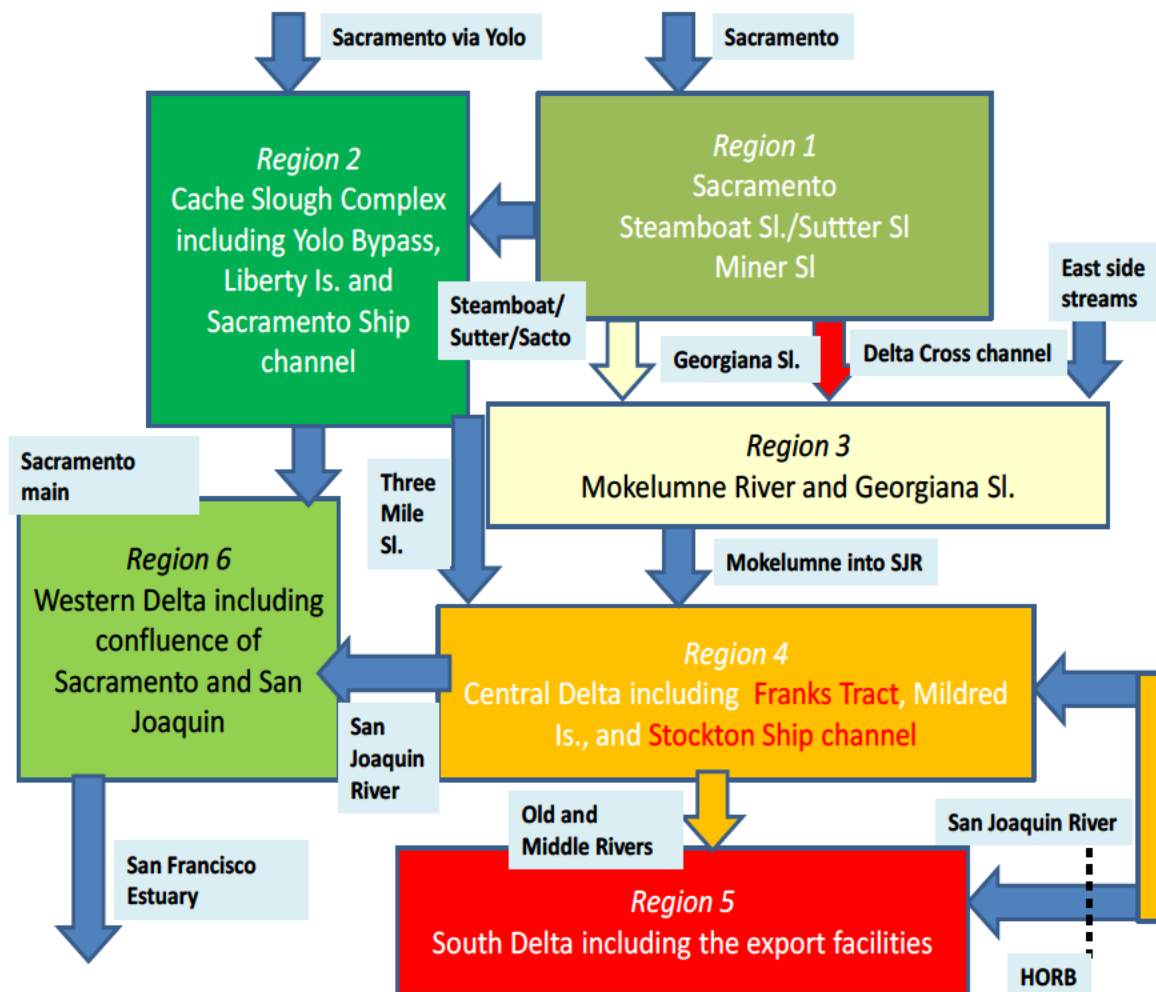 Sacramento via Yolo
Sacramento
Region 2
Cache Slough Complex
including Yolo Bypass,
Liberty Is. and
Sacramento Ship
channel
Region 1
Sacramento
Steamboat Sl./Suttter Sl
Miner Sl
East side
streams
Steamboat/
Sutter/Sacto
Georgiana Sl.
Delta Cross channel
Region 3
Mokelumne River and Georgiana Sl.
Sacramento
main
Three
Mile
Sl.
Mokelumne into SJR
Region 6
Western Delta including
confluence of
Sacramento and San
Joaquin
Region 4
Central Delta including Franks Tract, Mildred
Is., and Stockton Ship channel
San
Joaquin
River
Old and
Middle Rivers
San Joaquin River
San Francisco
Estuary
Region 5
South Delta including the export facilities
HORB